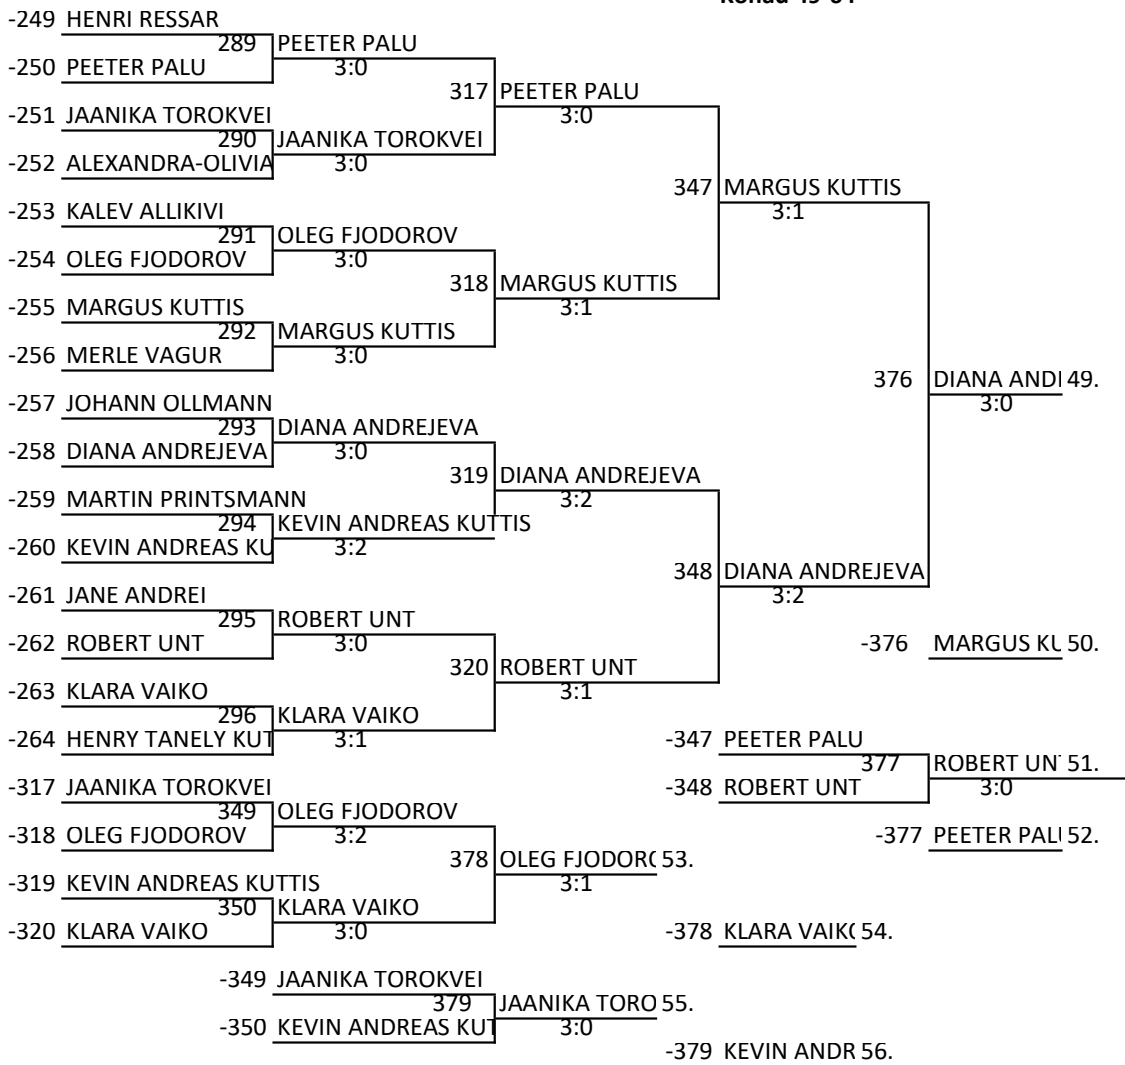 Kohad 49-64
-249 HENRI RESSAR
289 PEETER PALU
-250 PEETER PALU 3:0
317 PEETER PALU
-251 JAANIKA TOROKVEI 3:0
290 JAANIKA TOROKVEI
-252 ALEXANDRA-OLIVIA 3:0
347 MARGUS KUTTIS
-253 KALEV ALLIKIVI 3:1
291 OLEG FJODOROV
-254 OLEG FJODOROV 3:0
318 MARGUS KUTTIS
-255 MARGUS KUTTIS 3:1
292 MARGUS KUTTIS
-256 MERLE VAGUR 3:0
376 DIANA ANDI 49.
-257 JOHANN OLLMANN 3:0
293 DIANA ANDREJEVA
-258 DIANA ANDREJEVA 3:0
319 DIANA ANDREJEVA
-259 MARTIN PRINTSMANN 3:2
294 KEVIN ANDREAS KUTTIS
-260 KEVIN ANDREAS KU 3:2
348 DIANA ANDREJEVA
-261 JANE ANDREI 3:2
295 ROBERT UNT
-262 ROBERT UNT 3:0 -376 MARGUS KU 50.
320 ROBERT UNT
-263 KLARA VAIKO 3:1
296 KLARA VAIKO
-264 HENRY TANELY KUT 3:1 -347 PEETER PALU
377 ROBERT UN 51.
-317 JAANIKA TOROKVEI -348 ROBERT UNT 3:0
349 OLEG FJODOROV
-318 OLEG FJODOROV 3:2 -377 PEETER PAL 52.
378 OLEG FJODOR 53.
-319 KEVIN ANDREAS KUTTIS 3:1
350 KLARA VAIKO
-320 KLARA VAIKO 3:0 -378 KLARA VAIK 54.
-349 JAANIKA TOROKVEI
379 JAANIKA TORO 55.
-350 KEVIN ANDREAS KUT 3:0
-379 KEVIN ANDR 56.